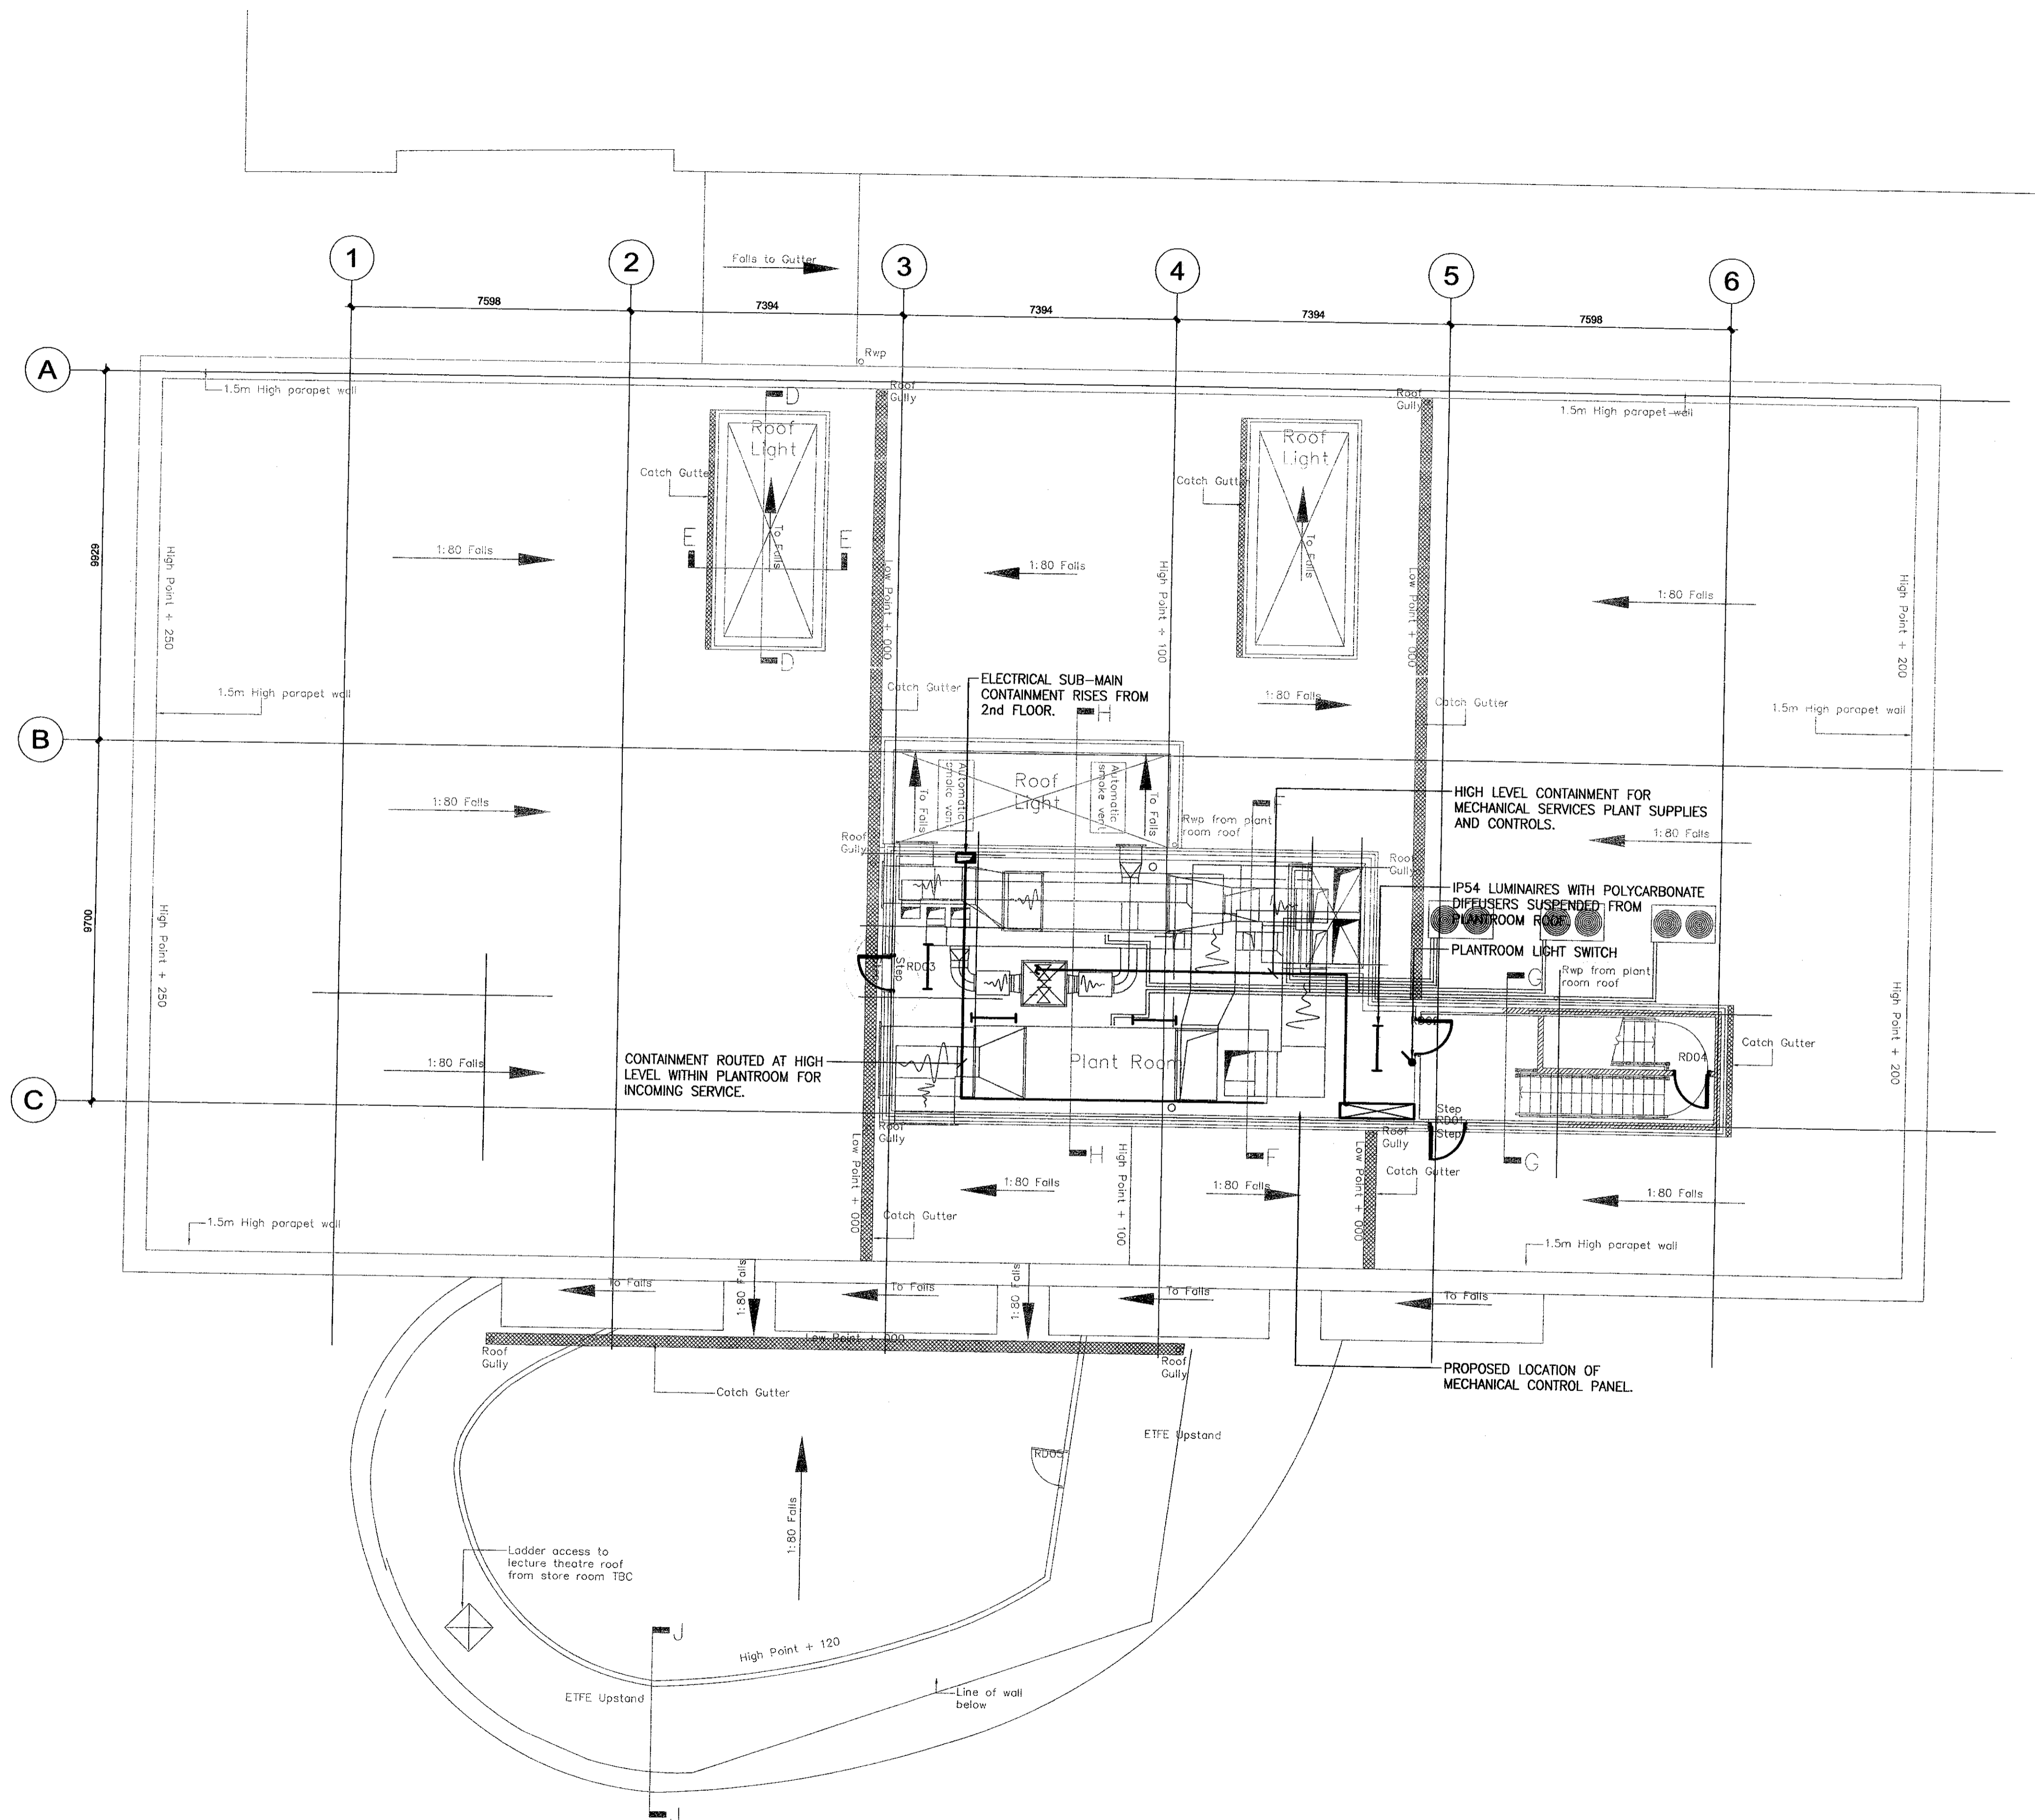 1
2
3
4
5
6
7598
7394
7394
7394
7598
Falls to Gutter
Rwp
A
B
C
9700
1.5m High parapet wall
1.5m High parapet wall
Roof
Gully
Roof
Gully
D
Roof
Light
Roof
Light
Catch Gutter
Catch Gutter
To Falls
To Falls
E
E
D
1:80 Falls
1:80 Falls
1:80 Falls
High Point + 250
Low Point + 000
High Point + 100
Low Point + 000
High Point + 200
1.5m High parapet wall
Catch Gutter
ELECTRICAL SUB-MAIN
CONTAINMENT RISES FROM
2nd FLOOR.
H
1:80 Falls
Catch Gutter
1.5m High parapet wall
Automatic
smoke vent
Roof
Light
Automatic
smoke vent
To Falls
To Falls
1:80 Falls
Rwp from plant
room roof
HIGH LEVEL CONTAINMENT FOR
MECHANICAL SERVICES PLANT SUPPLIES
AND CONTROLS.
1:80 Falls
Roof
Gully
Roof
Gully
IP54 LUMINAIRES WITH POLYCARBONATE
DIFFUSERS SUSPENDED FROM
PLANTROOM ROOF
PLANTROOM LIGHT SWITCH
High Point + 250
RD03
Step
G
Rwp from plant
room roof
High Point + 200
CONTAINMENT ROUTED AT HIGH
LEVEL WITHIN PLANTROOM FOR
INCOMING SERVICE.
1:80 Falls
Plant Room
RD04
Catch Gutter
Step
RD01
Step
Roof
Gully
Roof
Gully
Low Point + 000
H
High Point + 100
F
Low Point + 000
Catch Gutter
G
1:80 Falls
1:80 Falls
1:80 Falls
1.5m High parapet wall
Catch Gutter
1.5m High parapet wall
To Falls
1:80 Falls
To Falls
1:80 Falls
To Falls
To Falls
Low Point + 000
Roof
Gully
Roof
Gully
Catch Gutter
PROPOSED LOCATION OF
MECHANICAL CONTROL PANEL.
ETFE Upstand
RD05
1:80 Falls
Ladder access to
lecture theatre roof
from store room TBC
J
High Point + 120
ETFE Upstand
Line of wall
below